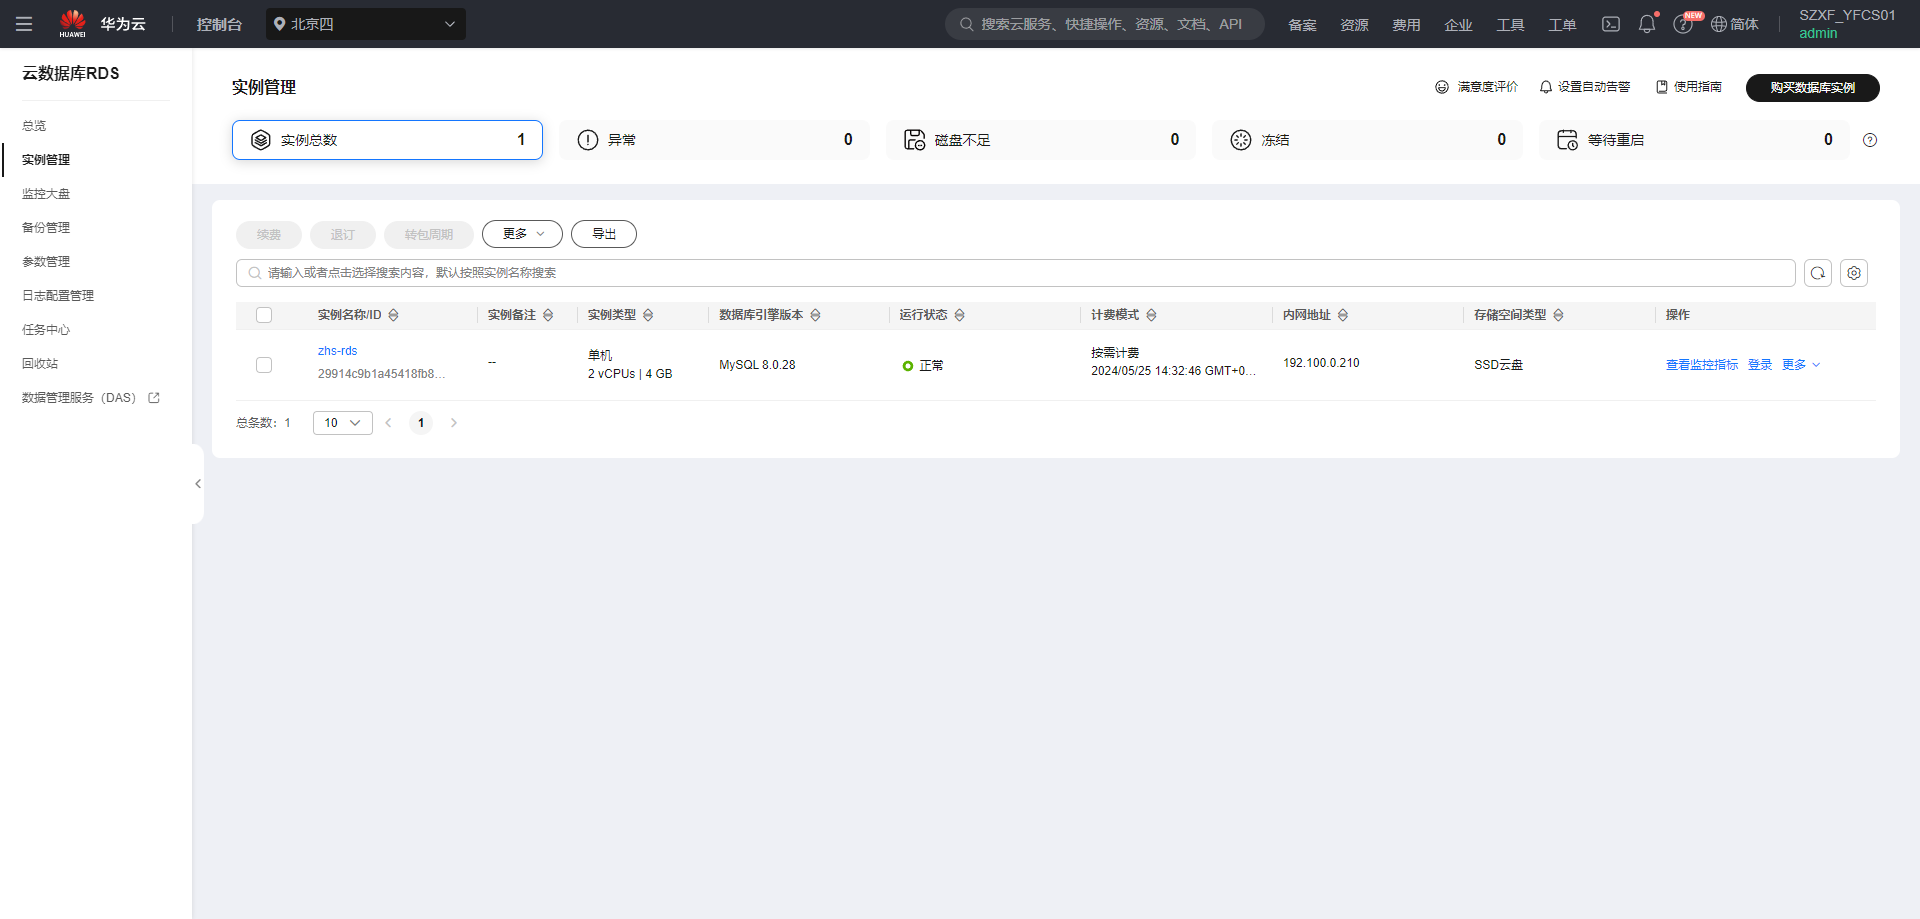 HUAWEI
华为云
控制台
北京四
搜索云服务、快捷操作、资源、文档、API
备案
资源
费用
企业
工具
工单
NEW
简体
SZXF_YFCS01
admin
云数据库RDS
总览
实例管理
监控大盘
备份管理
参数管理
日志配置管理
任务中心
回收站
数据管理服务（DAS）
实例管理
满意度评价
设置自动告警
使用指南
购买数据库实例
实例总数 1
异常 0
磁盘不足 0
冻结 0
等待重启 0
续费
退订
转包周期
更多
导出
请输入或者点击选择搜索内容，默认按照实例名称搜索
实例名称/ID 实例备注 实例类型 数据库引擎版本 运行状态 计费模式 内网地址 存储空间类型 操作
zhs-rds
29914c9b1a45418fb8...
--
单机
2 vCPUs | 4 GB
MySQL 8.0.28
正常
按需计费
2024/05/25 14:32:46 GMT+0...
192.100.0.210
SSD云盘
查看监控指标 登录 更多
总条数：1
10
1